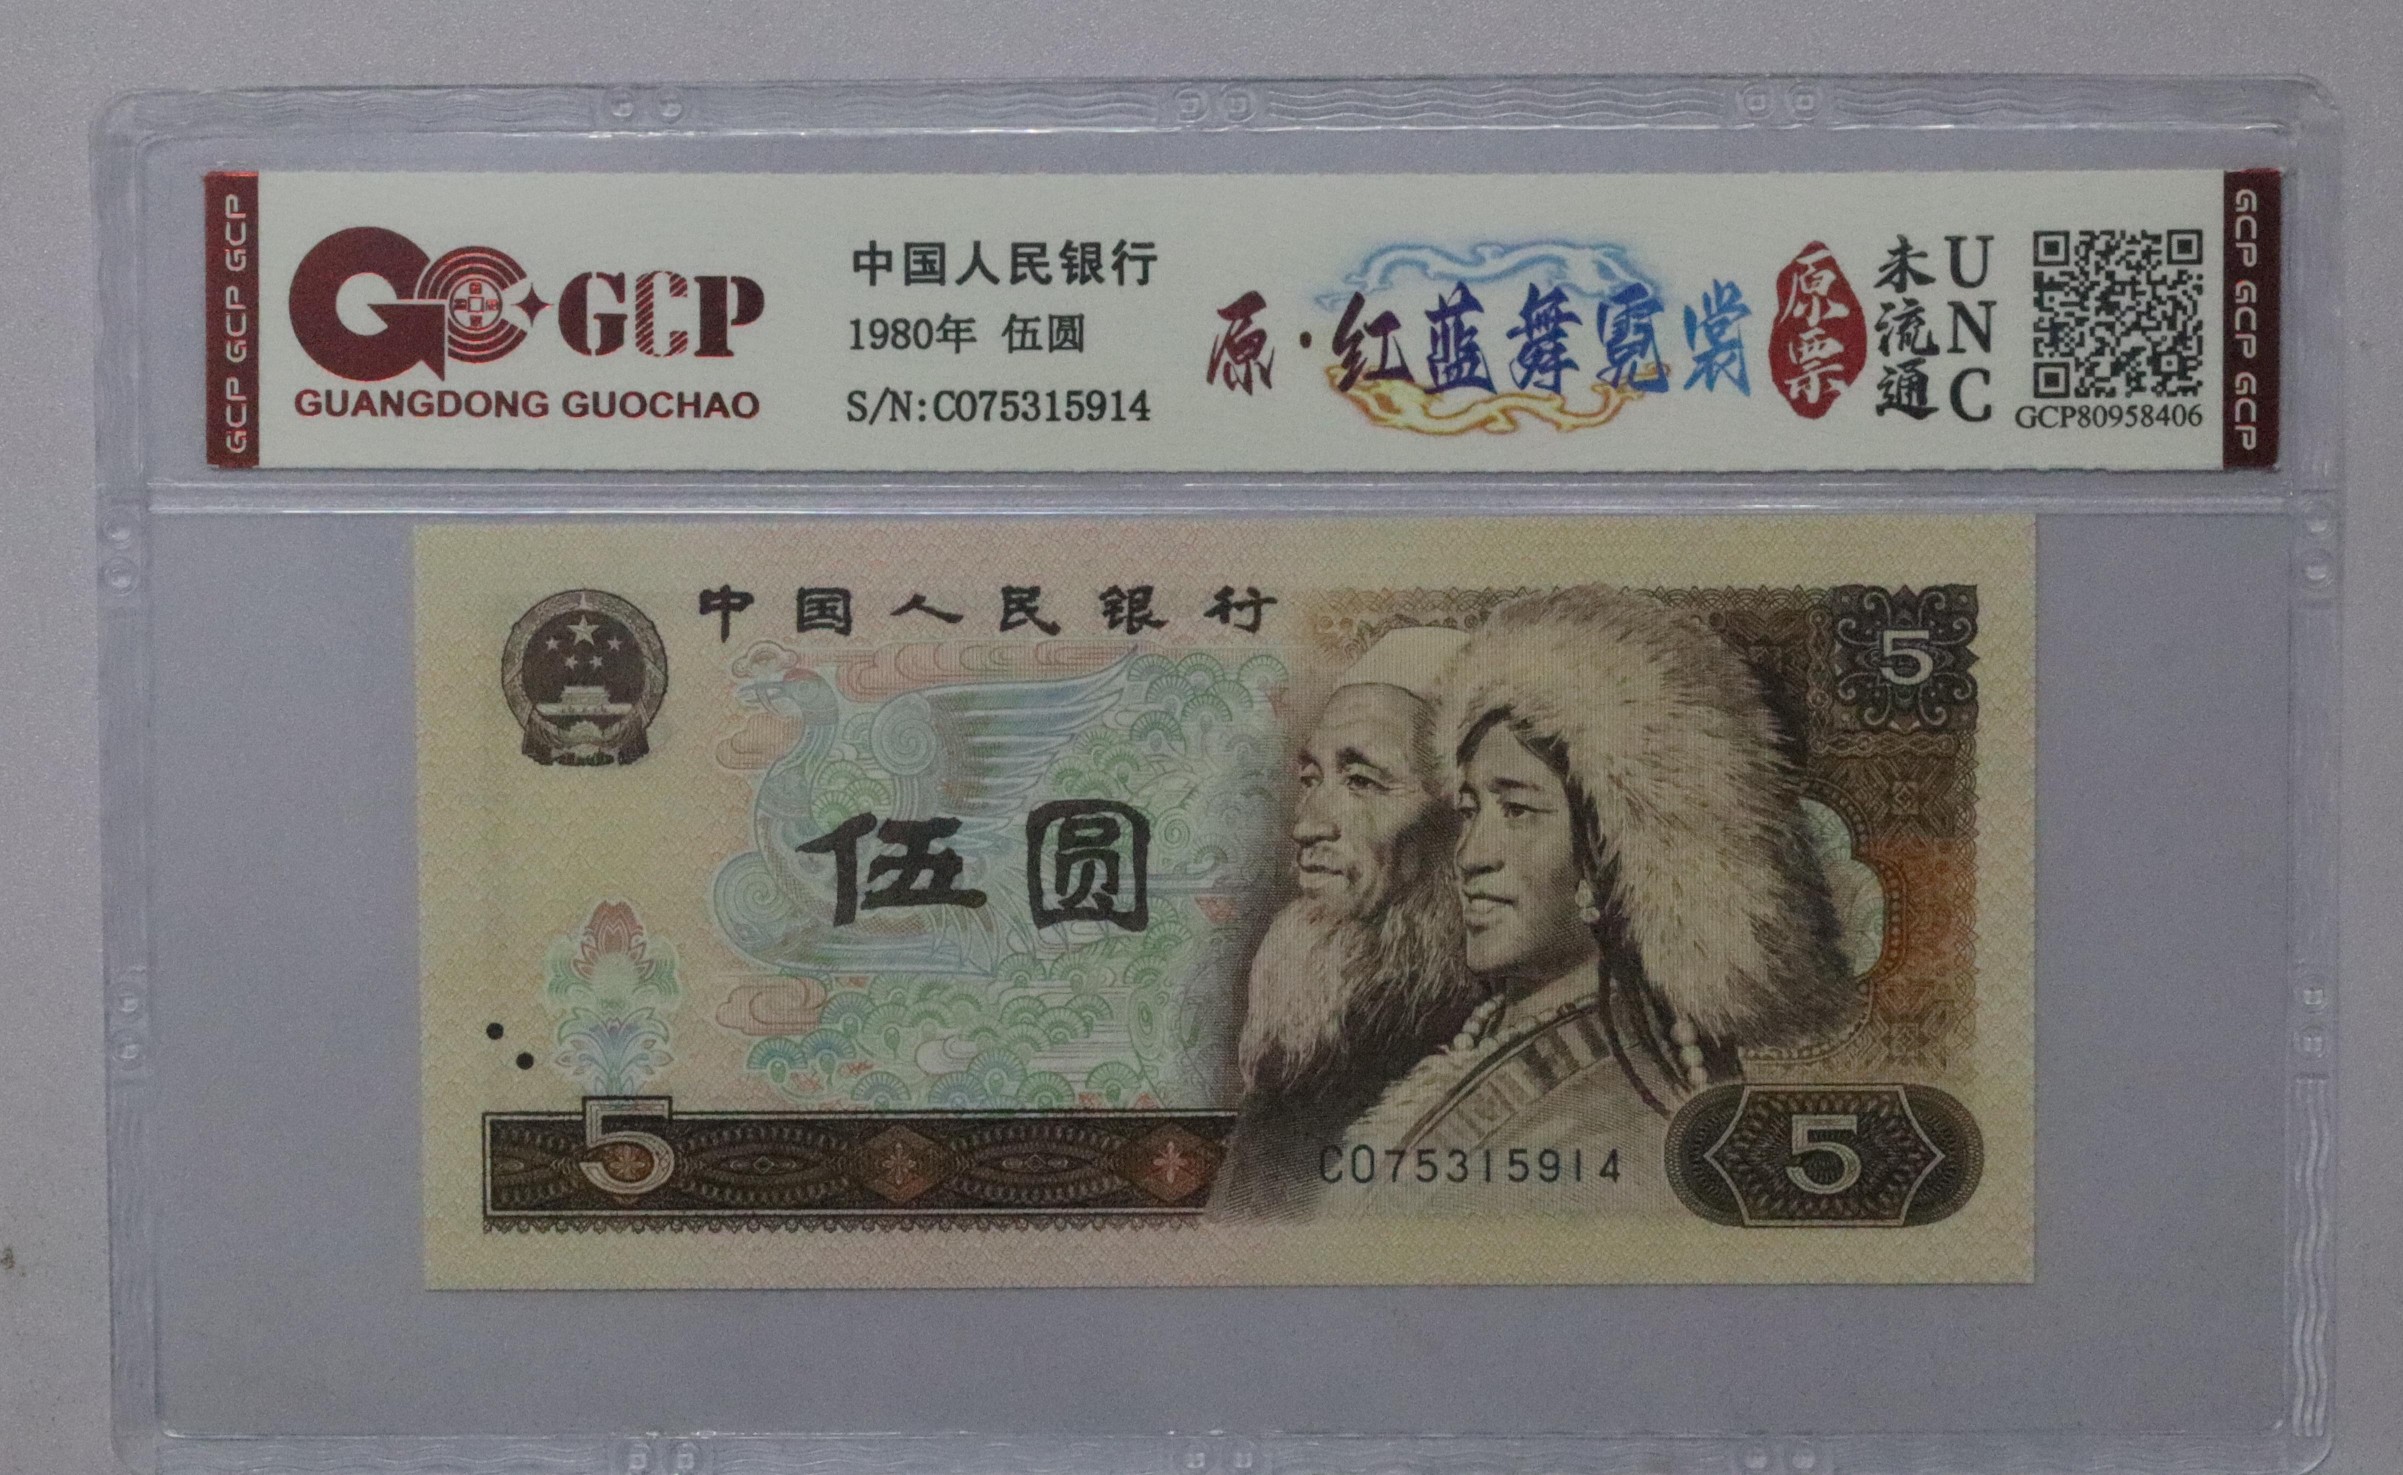 GCP GCP GCP
GCP
GUANGDONG GUOCHAO
中国人民银行
1980年 伍圆
S/N:C075315914
原·红蓝舞霓裳
原票
未流通
UNC
GCP80958406
GCP GCP GCP GCP
中国人民银行
5
伍圆
5
C075315914
5